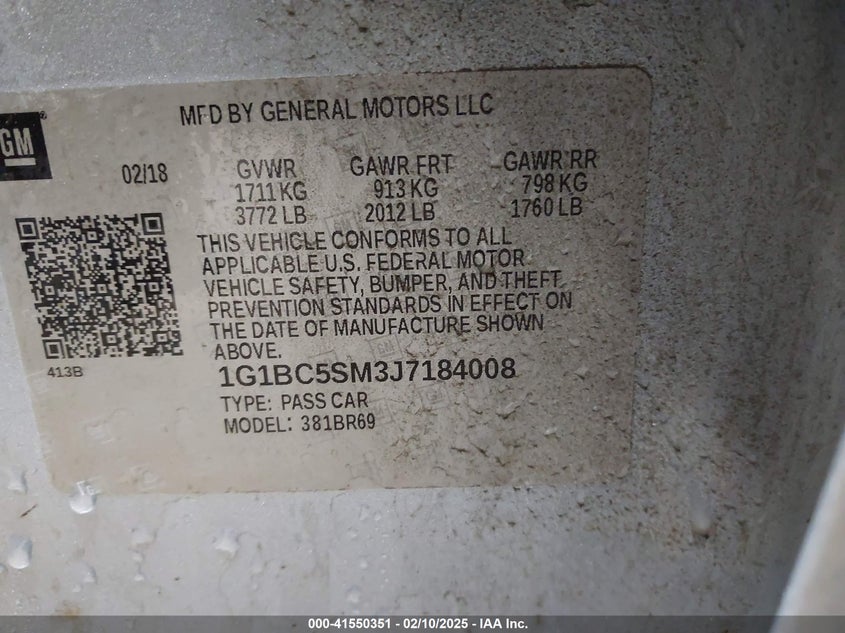 MFD BY GENERAL MOTORS LLC
GM
®
02/18 GVWR GAWR FRT GAWR RR
1711 KG 913 KG 798 KG
3772 LB 2012 LB 1760 LB
THIS VEHICLE CONFORMS TO ALL
APPLICABLE U.S. FEDERAL MOTOR
VEHICLE SAFETY, BUMPER, AND THEFT
PREVENTION STANDARDS IN EFFECT ON
THE DATE OF MANUFACTURE SHOWN
ABOVE.
413B
1G1BC5SM3J7184008
TYPE: PASS CAR
MODEL: 381BR69
000-41550351 - 02/10/2025 - IAA Inc.